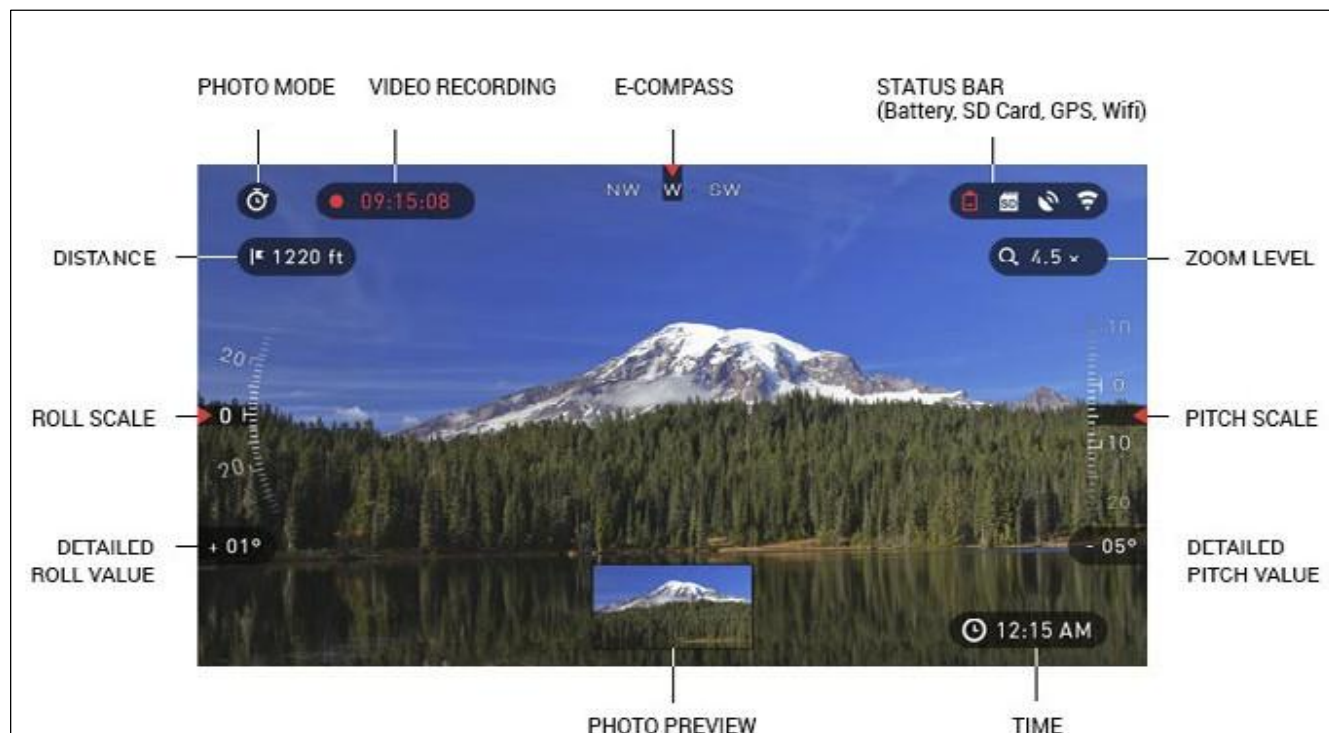 PHOTO MODE
VIDEO RECORDING
E-COMPASS
STATUS BAR
(Battery, SD Card, GPS, Wifi)
09:15:08
NW W SW
SD
DISTANCE
1220 ft
4.5 ×
ZOOM LEVEL
20
10
0
ROLL SCALE
0
PITCH SCALE
10
20
20
DETAILED
ROLL VALUE
+ 01°
- 05°
DETAILED
PITCH VALUE
12:15 AM
PHOTO PREVIEW
TIME